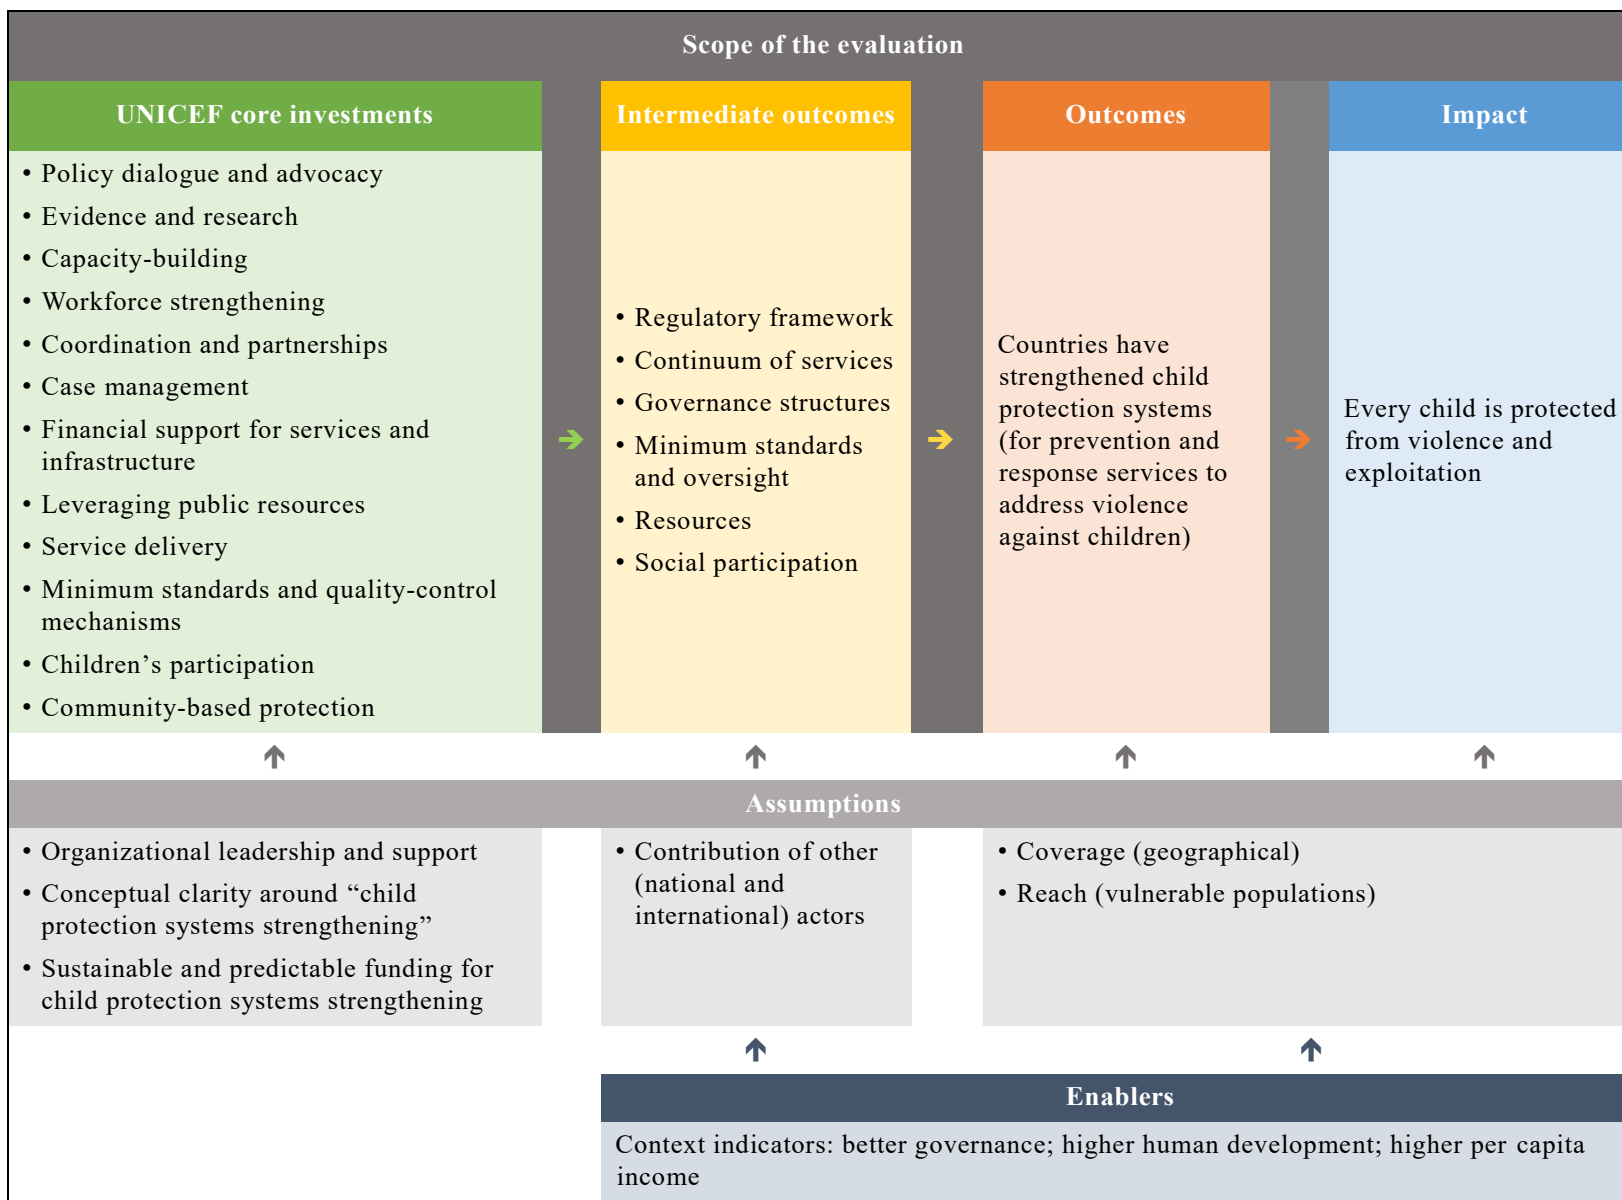 Scope of the evaluation
UNICEF core investments
• Policy dialogue and advocacy
• Evidence and research
• Capacity-building
• Workforce strengthening
• Coordination and partnerships
• Case management
• Financial support for services and
infrastructure
• Leveraging public resources
• Service delivery
• Minimum standards and quality-control
mechanisms
• Children’s participation
• Community-based protection
Intermediate outcomes
• Regulatory framework
• Continuum of services
• Governance structures
• Minimum standards
and oversight
• Resources
• Social participation
Outcomes
Countries have
strengthened child
protection systems
(for prevention and
response services to
address violence
against children)
Impact
Every child is protected
from violence and
exploitation
Assumptions
• Organizational leadership and support
• Conceptual clarity around “child
protection systems strengthening”
• Sustainable and predictable funding for
child protection systems strengthening
• Contribution of other
(national and
international) actors
• Coverage (geographical)
• Reach (vulnerable populations)
Enablers
Context indicators: better governance; higher human development; higher per capita
income